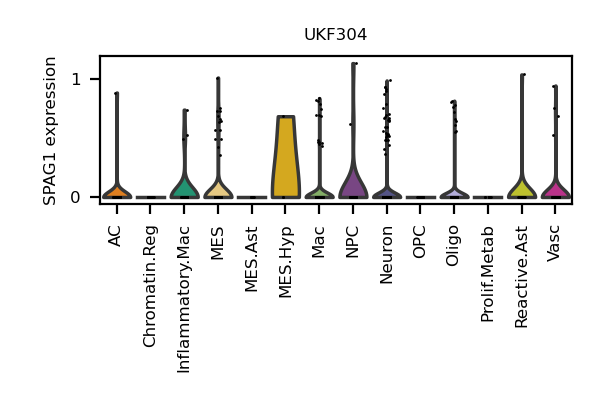 UKF304
SPAG1 expression
1
0
AC
Chromatin.Reg
Inflammatory.Mac
MES
MES.Ast
MES.Hyp
Mac
NPC
Neuron
OPC
Oligo
Prolif.Metab
Reactive.Ast
Vasc